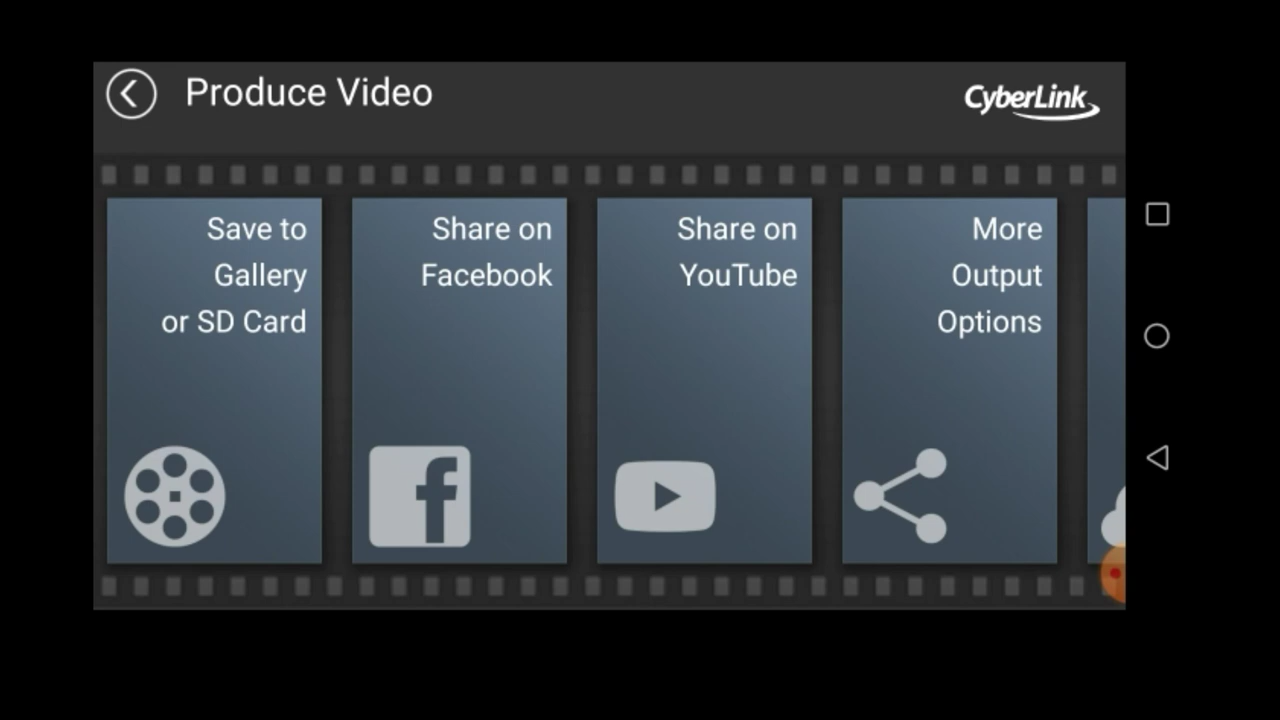 Produce Video
CyberLink
Save to
Gallery
or SD Card
Share on
Facebook
Share on
YouTube
More
Output
Options